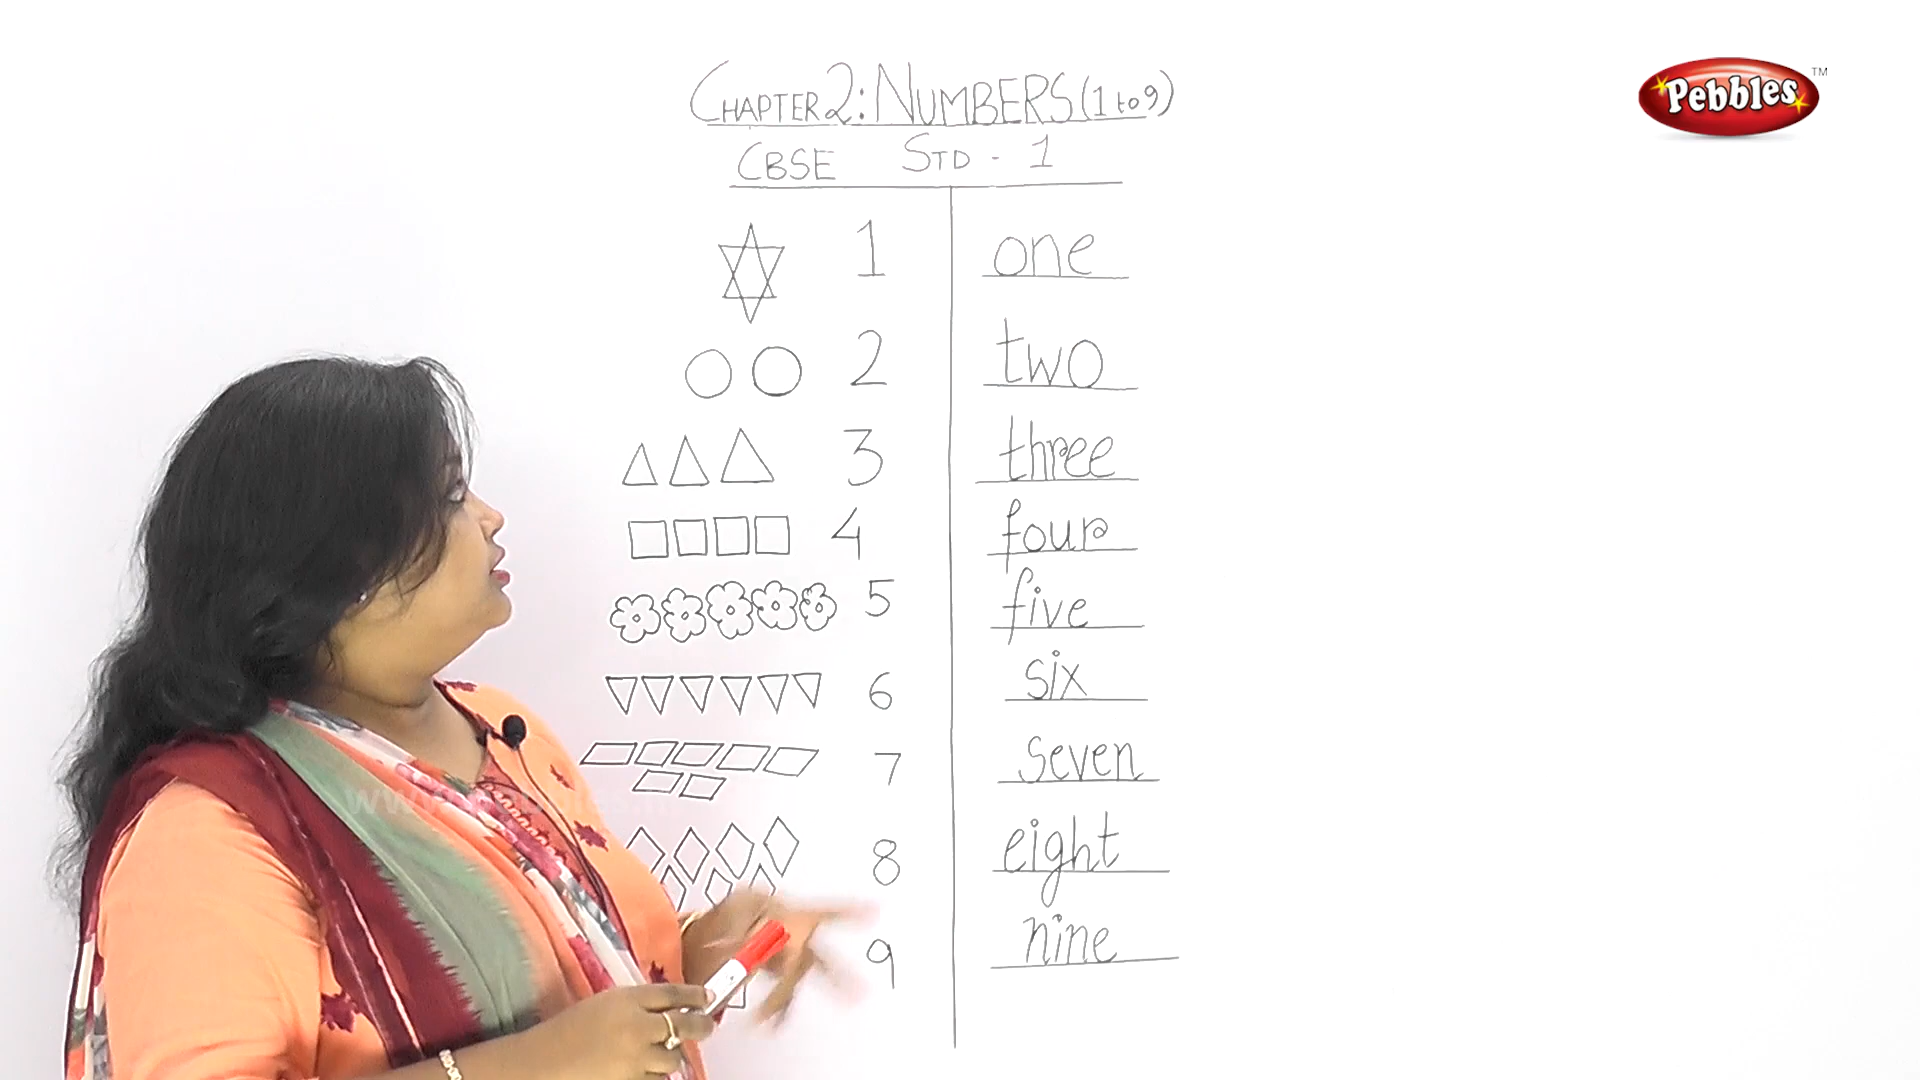 Pebbles™
CHAPTER 2: NUMBERS (1 to 9)
CBSE STD - 1
1 one
2 two
3 three
4 four
5 five
6 six
7 seven
8 eight
9 nine